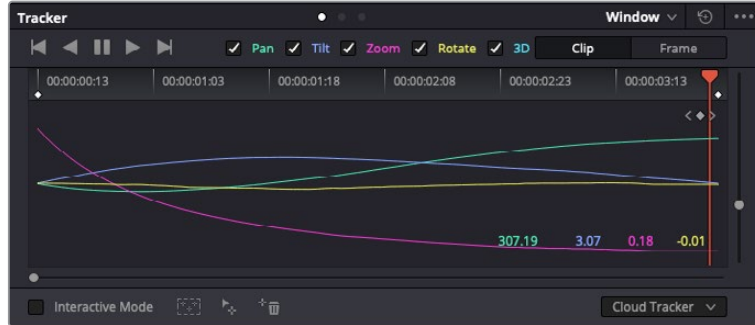 Tracker Window
Pan Tilt Zoom Rotate 3D Clip Frame
00:00:00:13 00:00:01:03 00:00:01:18 00:00:02:08 00:00:02:23 00:00:03:13
307.19 3.07 0.18 -0.01
Interactive Mode Cloud Tracker